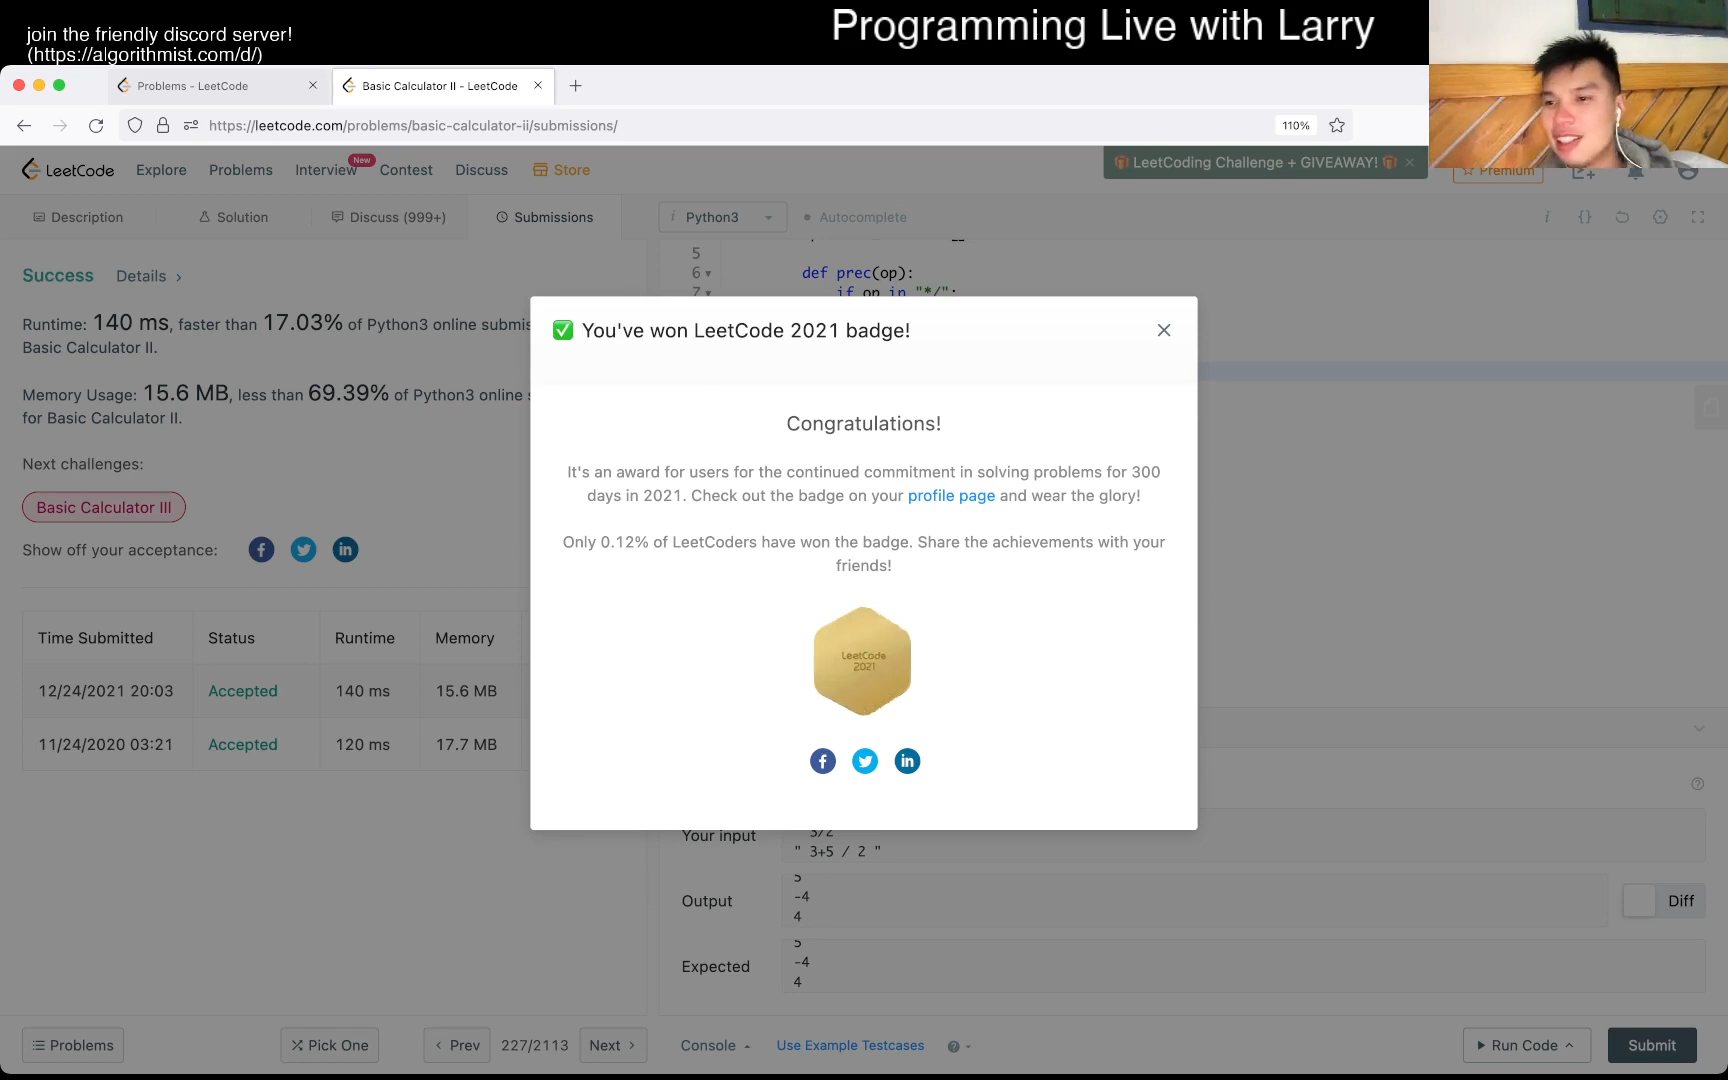 join the friendly discord server!
(https://algorithmist.com/d/)
Programming Live with Larry
Problems - LeetCode
Basic Calculator II - LeetCode
https://leetcode.com/problems/basic-calculator-ii/submissions/
110%
LeetCode
Explore
Problems
Interview
New
Contest
Discuss
Store
LeetCoding Challenge + GIVEAWAY!
Premium
Description
Solution
Discuss (999+)
Submissions
i Python3
Autocomplete
Success
Details >
Runtime: 140 ms, faster than 17.03% of Python3 online submis
Basic Calculator II.
Memory Usage: 15.6 MB, less than 69.39% of Python3 online
for Basic Calculator II.
Next challenges:
Basic Calculator III
Show off your acceptance:
Time Submitted Status Runtime Memory
12/24/2021 20:03 Accepted 140 ms 15.6 MB
11/24/2020 03:21 Accepted 120 ms 17.7 MB
5
6 def prec(op):
7 if op in "*/":
You've won LeetCode 2021 badge!
Congratulations!
It's an award for users for the continued commitment in solving problems for 300
days in 2021. Check out the badge on your profile page and wear the glory!
Only 0.12% of LeetCoders have won the badge. Share the achievements with your
friends!
LeetCode
2021
Your input
3/2
" 3+5 / 2 "
Output
5
-4
4
Diff
Expected
5
-4
4
Problems
Pick One
< Prev
227/2113
Next >
Console
Use Example Testcases
Run Code
Submit